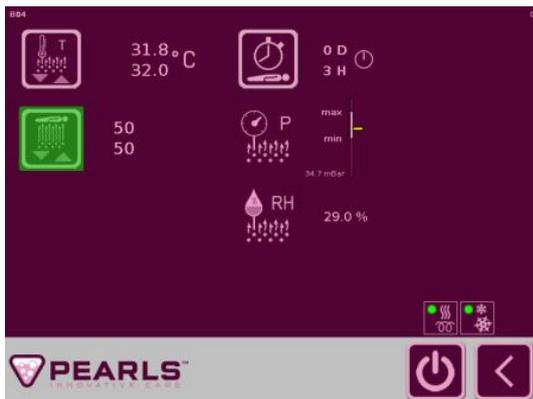 B04
T
31.8 °C
32.0
0 D
3 H
50
50
P
max
min
34.7 mBar
RH
29.0 %
PEARLS™
INNOVATIVE CARE